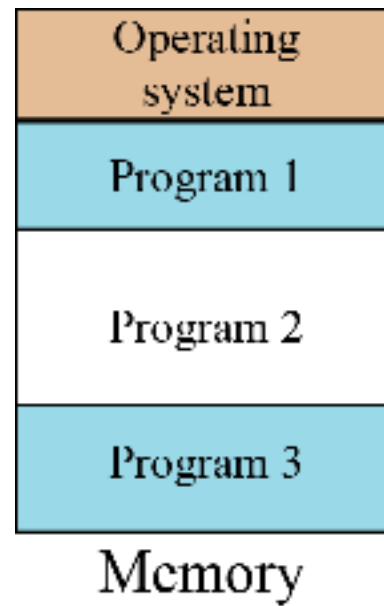 Operating
system
Program 1
Program 2
Program 3
Memory